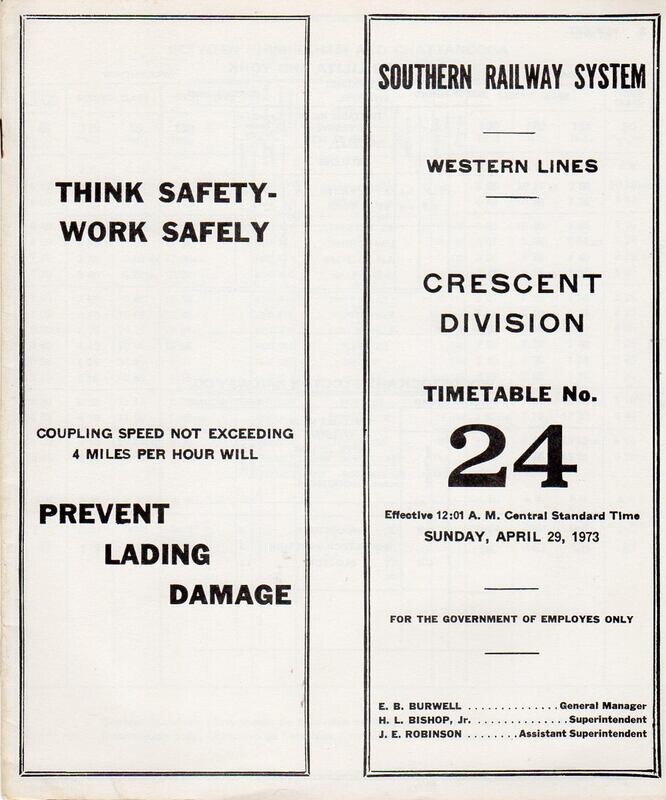 THINK SAFETY-
WORK SAFELY
COUPLING SPEED NOT EXCEEDING
4 MILES PER HOUR WILL
PREVENT
LADING
DAMAGE
SOUTHERN RAILWAY SYSTEM
WESTERN LINES
CRESCENT
DIVISION
TIMETABLE No.
24
Effective 12:01 A. M. Central Standard Time
SUNDAY, APRIL 29, 1973
FOR THE GOVERNMENT OF EMPLOYES ONLY
E. B. BURWELL . . . . . . . . . . . . . General Manager
H. L. BISHOP, Jr. . . . . . . . . . . . . . Superintendent
J. E. ROBINSON . . . . . . . . Assistant Superintendent